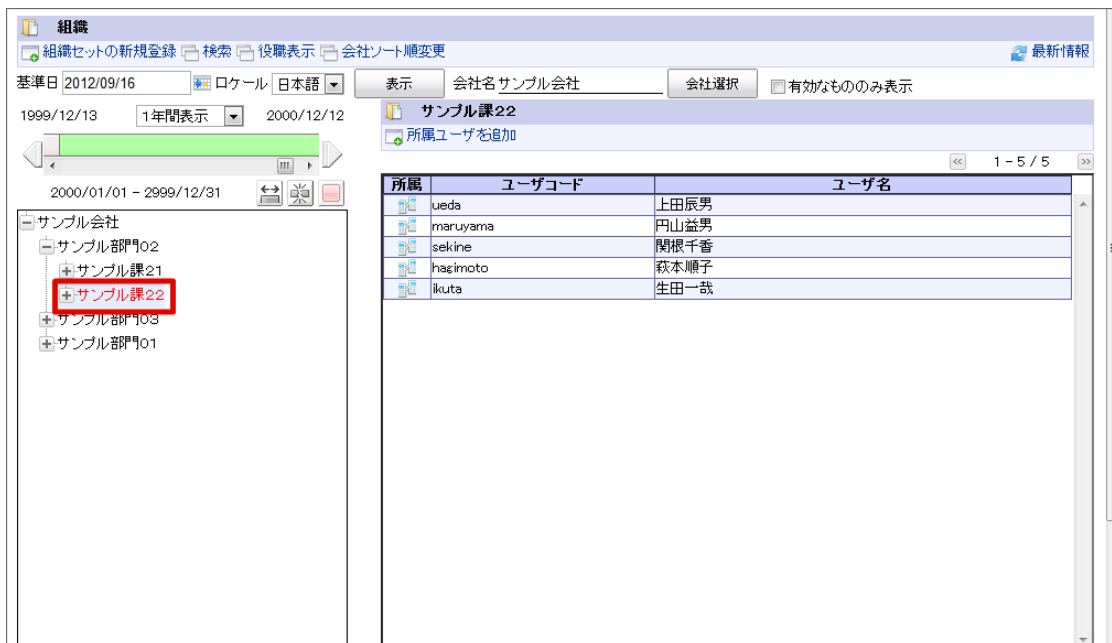 組織
組織セットの新規登録 検索 役職表示 会社ソート順変更 最新情報
基準日 2012/09/16 ロケール 日本語 表示 会社名 サンプル会社 会社選択 有効なもののみ表示
1999/12/13 1年間表示 2000/12/12
2000/01/01 - 2999/12/31
サンプル会社
サンプル部門02
サンプル課21
サンプル課22
サンプル部門03
サンプル部門01
サンプル課22
所属ユーザを追加
<< 1 - 5 / 5 >>
所属 ユーザコード ユーザ名
ueda 上田辰男
maruyama 円山益男
sekine 関根千香
hagimoto 萩本順子
ikuta 生田一哉